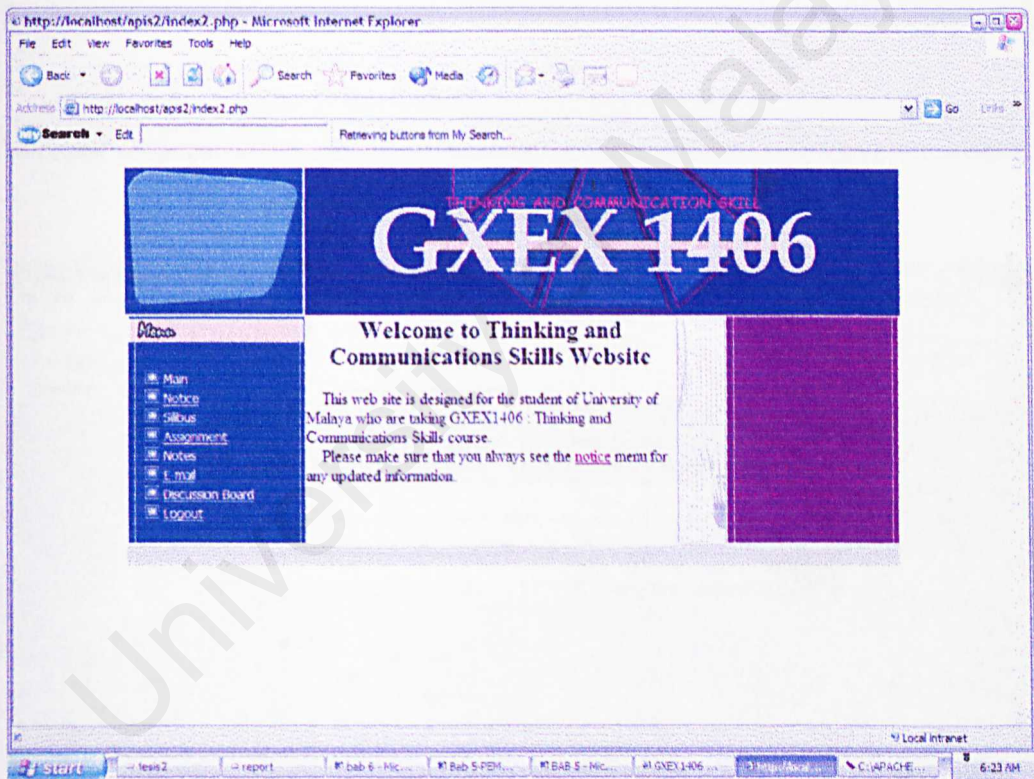 http://localhost/apis2/index2.php - Microsoft Internet Explorer
File Edit View Favorites Tools Help
Back Search Favorites Media
Address http://localhost/apis2/index2.php Go Links »
My Search Edit Retrieving buttons from My Search...
THINKING AND COMMUNICATION SKILL
GXEX 1406
Menu
Main
Notice
Silibus
Assignment
Notes
E-mail
Discussion Board
Logout
Welcome to Thinking and
Communications Skills Website
This web site is designed for the student of University of
Malaya who are taking GXEX1406 : Thinking and
Communications Skills course.
Please make sure that you always see the notice menu for
any updated information.
Local intranet
start tesis2 report bab 6 - Mic... Bab 5-PEM... BAB 5 - Mic... GXEX1406 ... C:\APACHE... 6:23 AM
University Malay